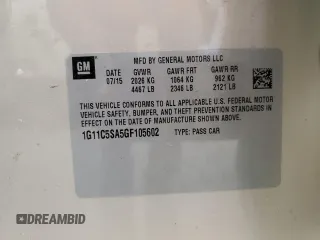 GM
MFD BY GENERAL MOTORS LLC
DATE GVWR GAWR FRT GAWR RR
07/15 2026 KG 1064 KG 962 KG
4467 LB 2346 LB 2121 LB
THIS VEHICLE CONFORMS TO ALL APPLICABLE U.S. FEDERAL MOTOR
VEHICLE SAFETY, BUMPER, AND THEFT PREVENTION STANDARDS
IN EFFECT ON THE DATE OF MANUFACTURE SHOWN ABOVE.
1G11C5SA5GF105602 TYPE: PASS CAR
DREAMBID